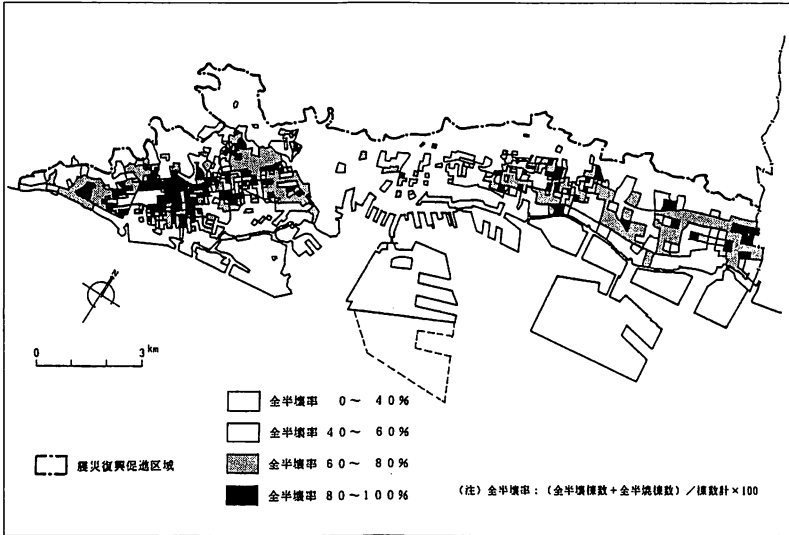 N
0 3 km
全半壊率 0～ 40%
全半壊率 40～ 60%
震災復興促進区域
全半壊率 60～ 80%
全半壊率 80～100%
(注) 全半壊率：(全半壊棟数＋全半焼棟数)／棟数計×100